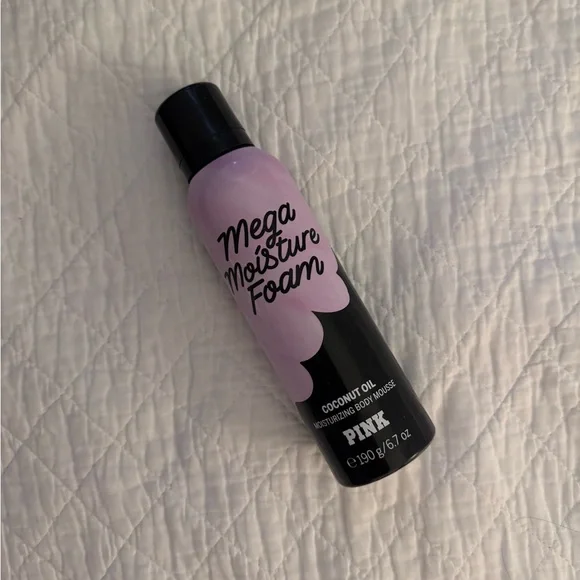 Mega
Moisture
Foam
COCONUT OIL
MOISTURIZING BODY MOUSSE
PINK
℮190 g/6.7 oz